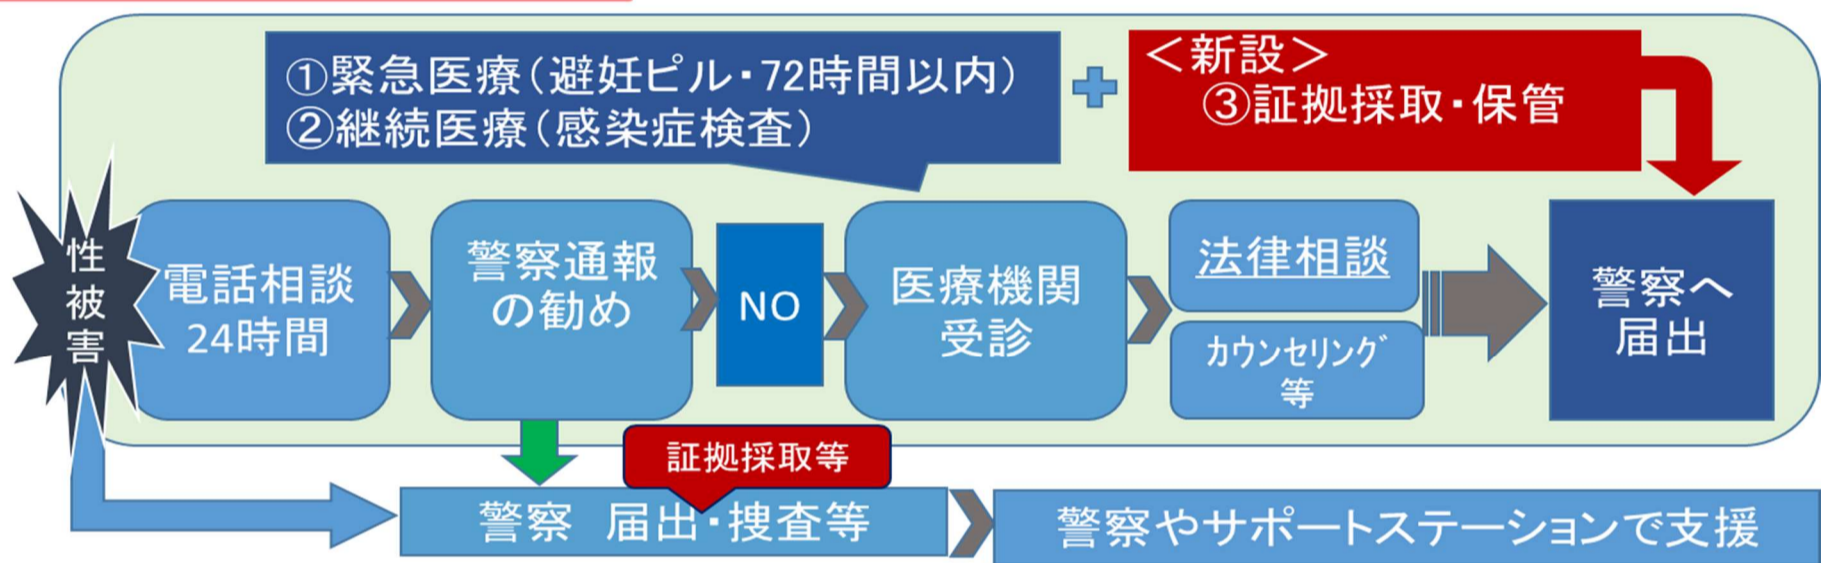 ①緊急医療（避妊ピル・72時間以内）
②継続医療（感染症検査）
＜新設＞
③証拠採取・保管
性
被
害
電話相談
24時間
警察通報
の勧め
NO
医療機関
受診
法律相談
ｶｳﾝｾﾘﾝｸﾞ
等
警察へ
届出
証拠採取等
警察　届出・捜査等
警察やサポートステーションで支援